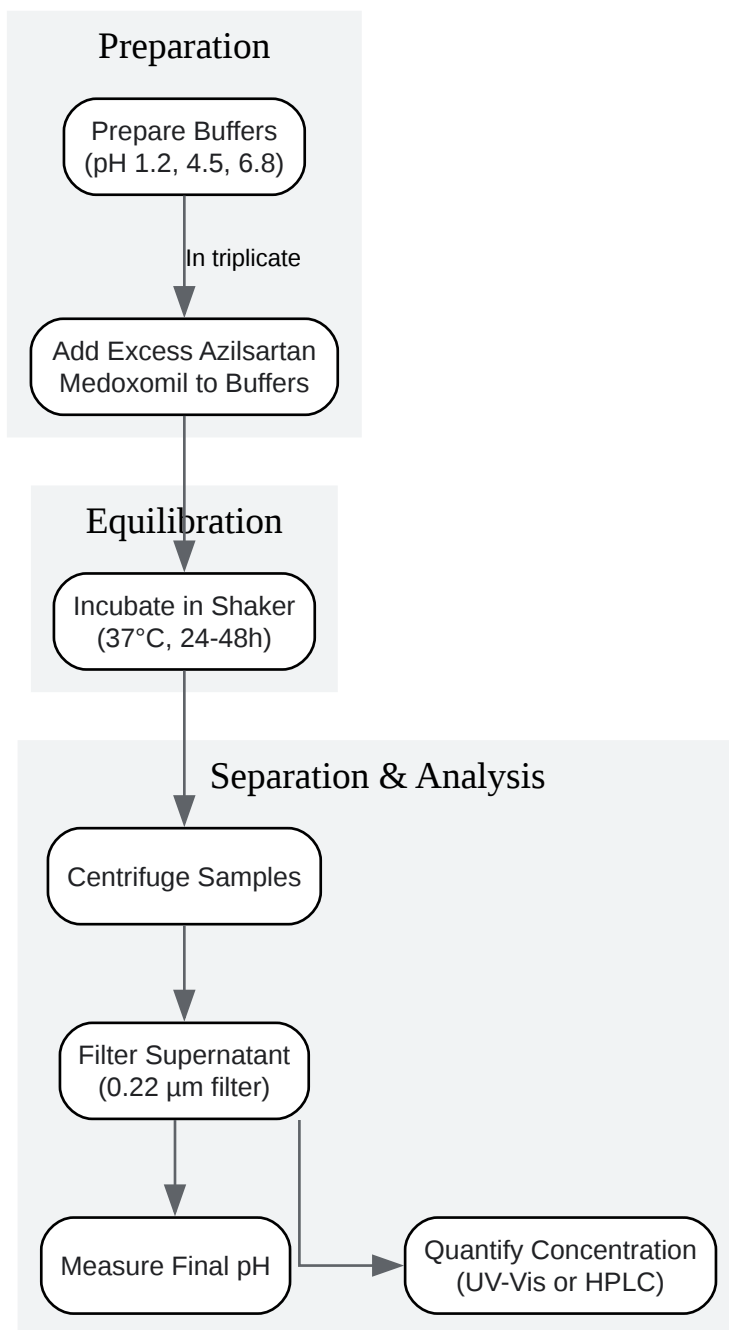 Preparation
Prepare Buffers
(pH 1.2, 4.5, 6.8)
In triplicate
Add Excess Azilsartan
Medoxomil to Buffers
Equilibration
Incubate in Shaker
(37°C, 24-48h)
Separation & Analysis
Centrifuge Samples
Filter Supernatant
(0.22 µm filter)
Measure Final pH
Quantify Concentration
(UV-Vis or HPLC)